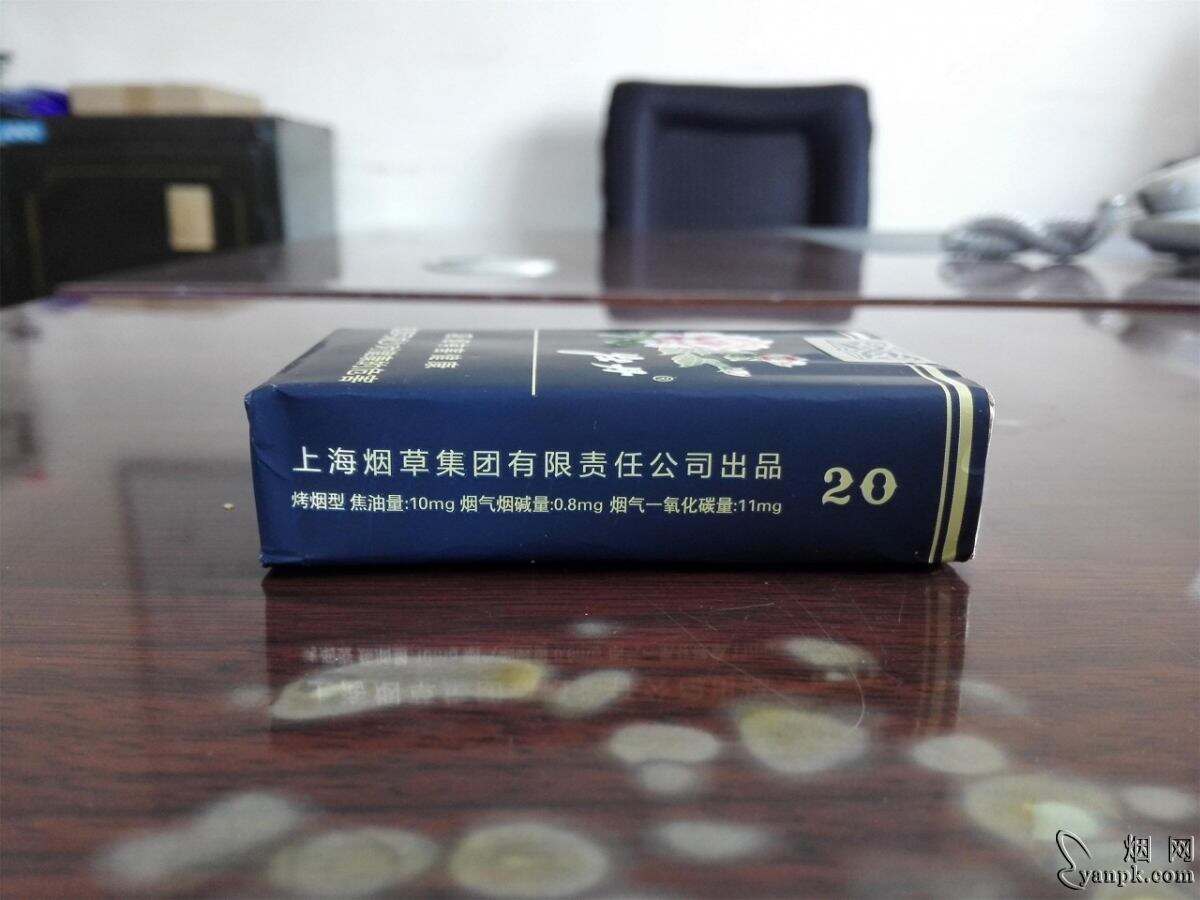 上海烟草集团有限责任公司出品
烤烟型 焦油量:10mg 烟气烟碱量:0.8mg 烟气一氧化碳量:11mg
20
®
烟网
yanpk.com